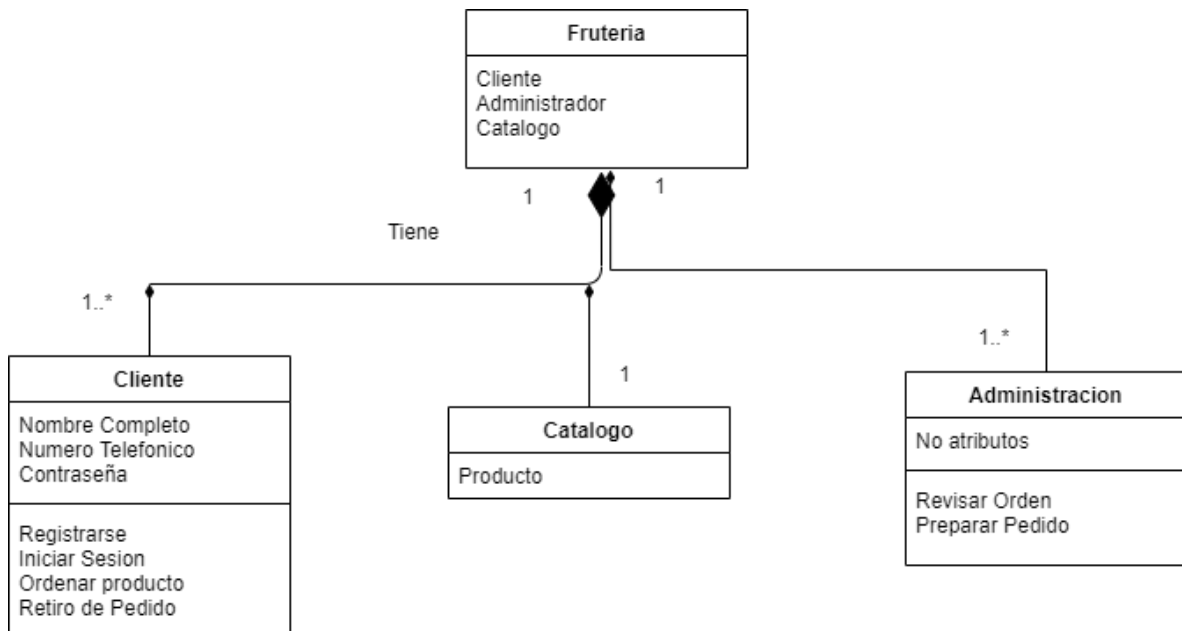 Fruteria
Cliente
Administrador
Catalogo
1
1
Tiene
1..*
1
1..*
Cliente
Nombre Completo
Numero Telefonico
Contraseña
Registrarse
Iniciar Sesion
Ordenar producto
Retiro de Pedido
Catalogo
Producto
Administracion
No atributos
Revisar Orden
Preparar Pedido